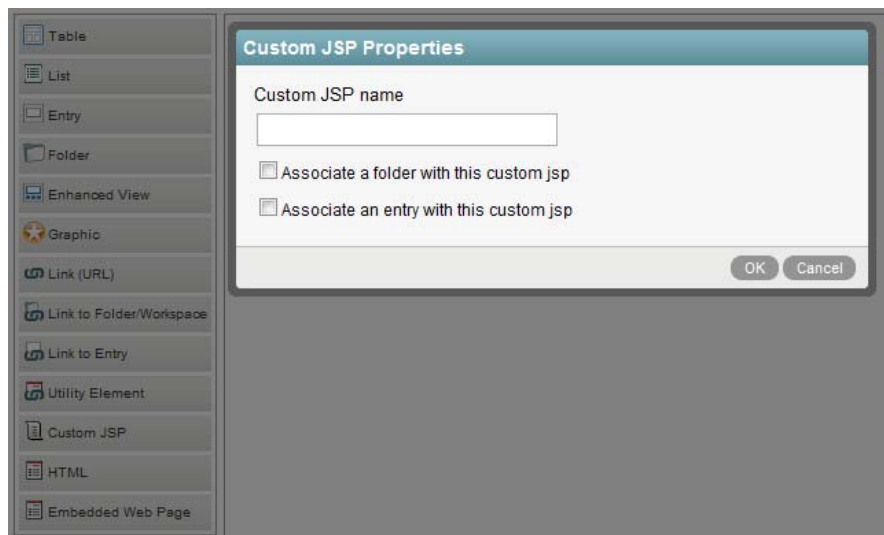 Table
List
Entry
Folder
Enhanced View
Graphic
Link (URL)
Link to Folder/Workspace
Link to Entry
Utility Element
Custom JSP
HTML
Embedded Web Page
Custom JSP Properties
Custom JSP name
Associate a folder with this custom jsp
Associate an entry with this custom jsp
OK Cancel